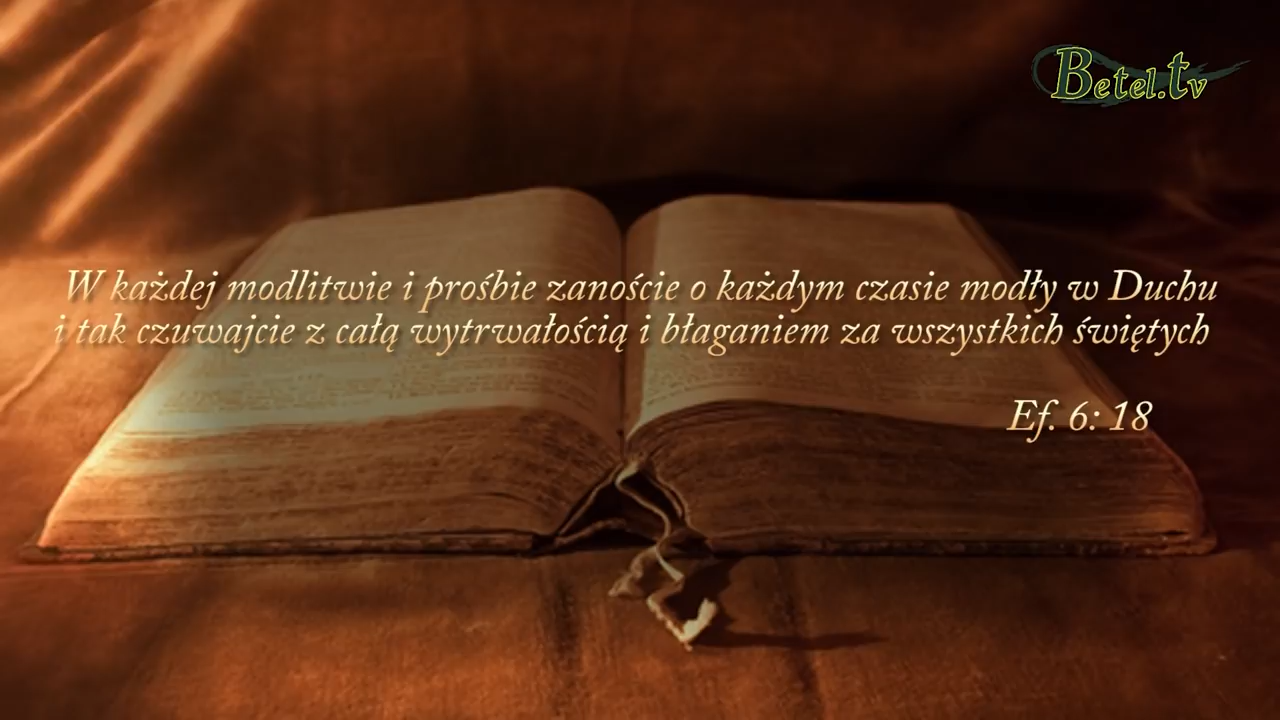 Betel.tv
W każdej modlitwie i prośbie zanoście o każdym czasie modły w Duchu
i tak czuwajcie z całą wytrwałością i błaganiem za wszystkich świętych
Ef. 6: 18